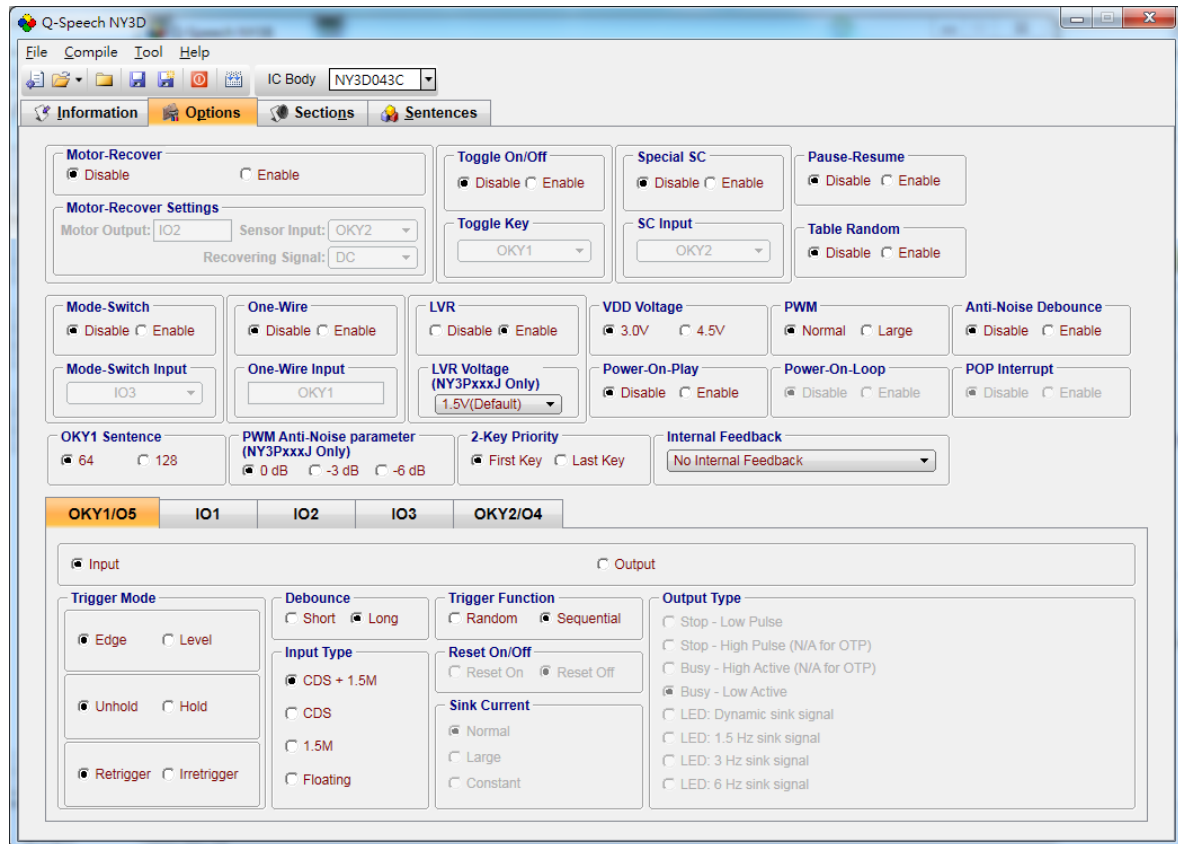 Q-Speech NY3D
File Compile Tool Help
IC Body NY3D043C
Information Options Sections Sentences
Motor-Recover
Disable Enable
Motor-Recover Settings
Motor Output: IO2 Sensor Input: OKY2
Recovering Signal: DC
Toggle On/Off
Disable Enable
Toggle Key
OKY1
Special SC
Disable Enable
SC Input
OKY2
Pause-Resume
Disable Enable
Table Random
Disable Enable
Mode-Switch
Disable Enable
Mode-Switch Input
IO3
One-Wire
Disable Enable
One-Wire Input
OKY1
LVR
Disable Enable
LVR Voltage
(NY3PxxxJ Only)
1.5V(Default)
VDD Voltage
3.0V 4.5V
PWM
Normal Large
Anti-Noise Debounce
Disable Enable
Power-On-Play
Disable Enable
Power-On-Loop
Disable Enable
POP Interrupt
Disable Enable
OKY1 Sentence
64 128
PWM Anti-Noise parameter
(NY3PxxxJ Only)
0 dB -3 dB -6 dB
2-Key Priority
First Key Last Key
Internal Feedback
No Internal Feedback
OKY1/O5 IO1 IO2 IO3 OKY2/O4
Input Output
Trigger Mode
Edge Level
Unhold Hold
Retrigger Irretrigger
Debounce
Short Long
Input Type
CDS + 1.5M
CDS
1.5M
Floating
Trigger Function
Random Sequential
Reset On/Off
Reset On Reset Off
Sink Current
Normal
Large
Constant
Output Type
Stop - Low Pulse
Stop - High Pulse (N/A for OTP)
Busy - High Active (N/A for OTP)
Busy - Low Active
LED: Dynamic sink signal
LED: 1.5 Hz sink signal
LED: 3 Hz sink signal
LED: 6 Hz sink signal